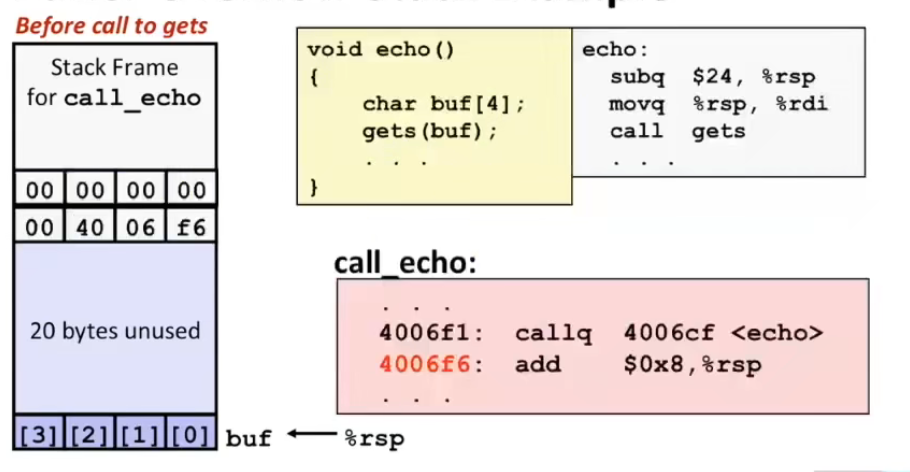 Before call to gets
Stack Frame
for call_echo
00 00 00 00
00 40 06 f6
20 bytes unused
[3] [2] [1] [0] buf ← %rsp
void echo()
{
char buf[4];
gets(buf);
. . .
}
echo:
subq $24, %rsp
movq %rsp, %rdi
call gets
. . .
call_echo:
. . .
4006f1: callq 4006cf <echo>
4006f6: add $0x8,%rsp
. . .